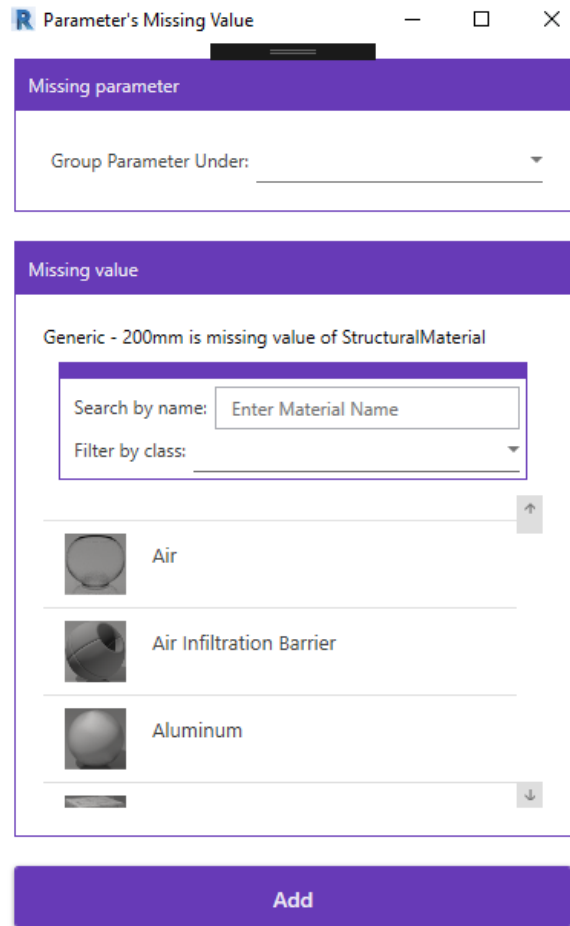 Parameter's Missing Value
Missing parameter
Group Parameter Under:
Missing value
Generic - 200mm is missing value of StructuralMaterial
Search by name: Enter Material Name
Filter by class:
Air
Air Infiltration Barrier
Aluminum
Add